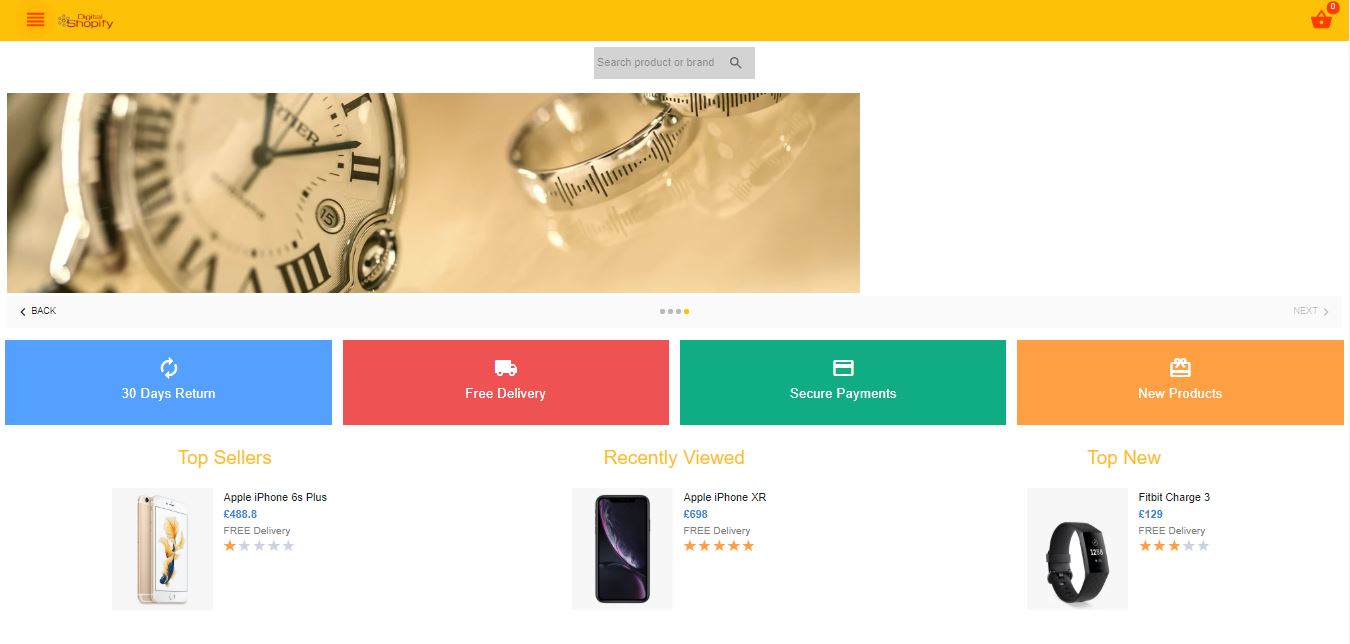 Digital
Shopify
0
Search product or brand
15
BACK
NEXT
30 Days Return
Free Delivery
Secure Payments
New Products
Top Sellers
Recently Viewed
Top New
Apple iPhone 6s Plus
£488.8
FREE Delivery
Apple iPhone XR
£698
FREE Delivery
Fitbit Charge 3
£129
FREE Delivery